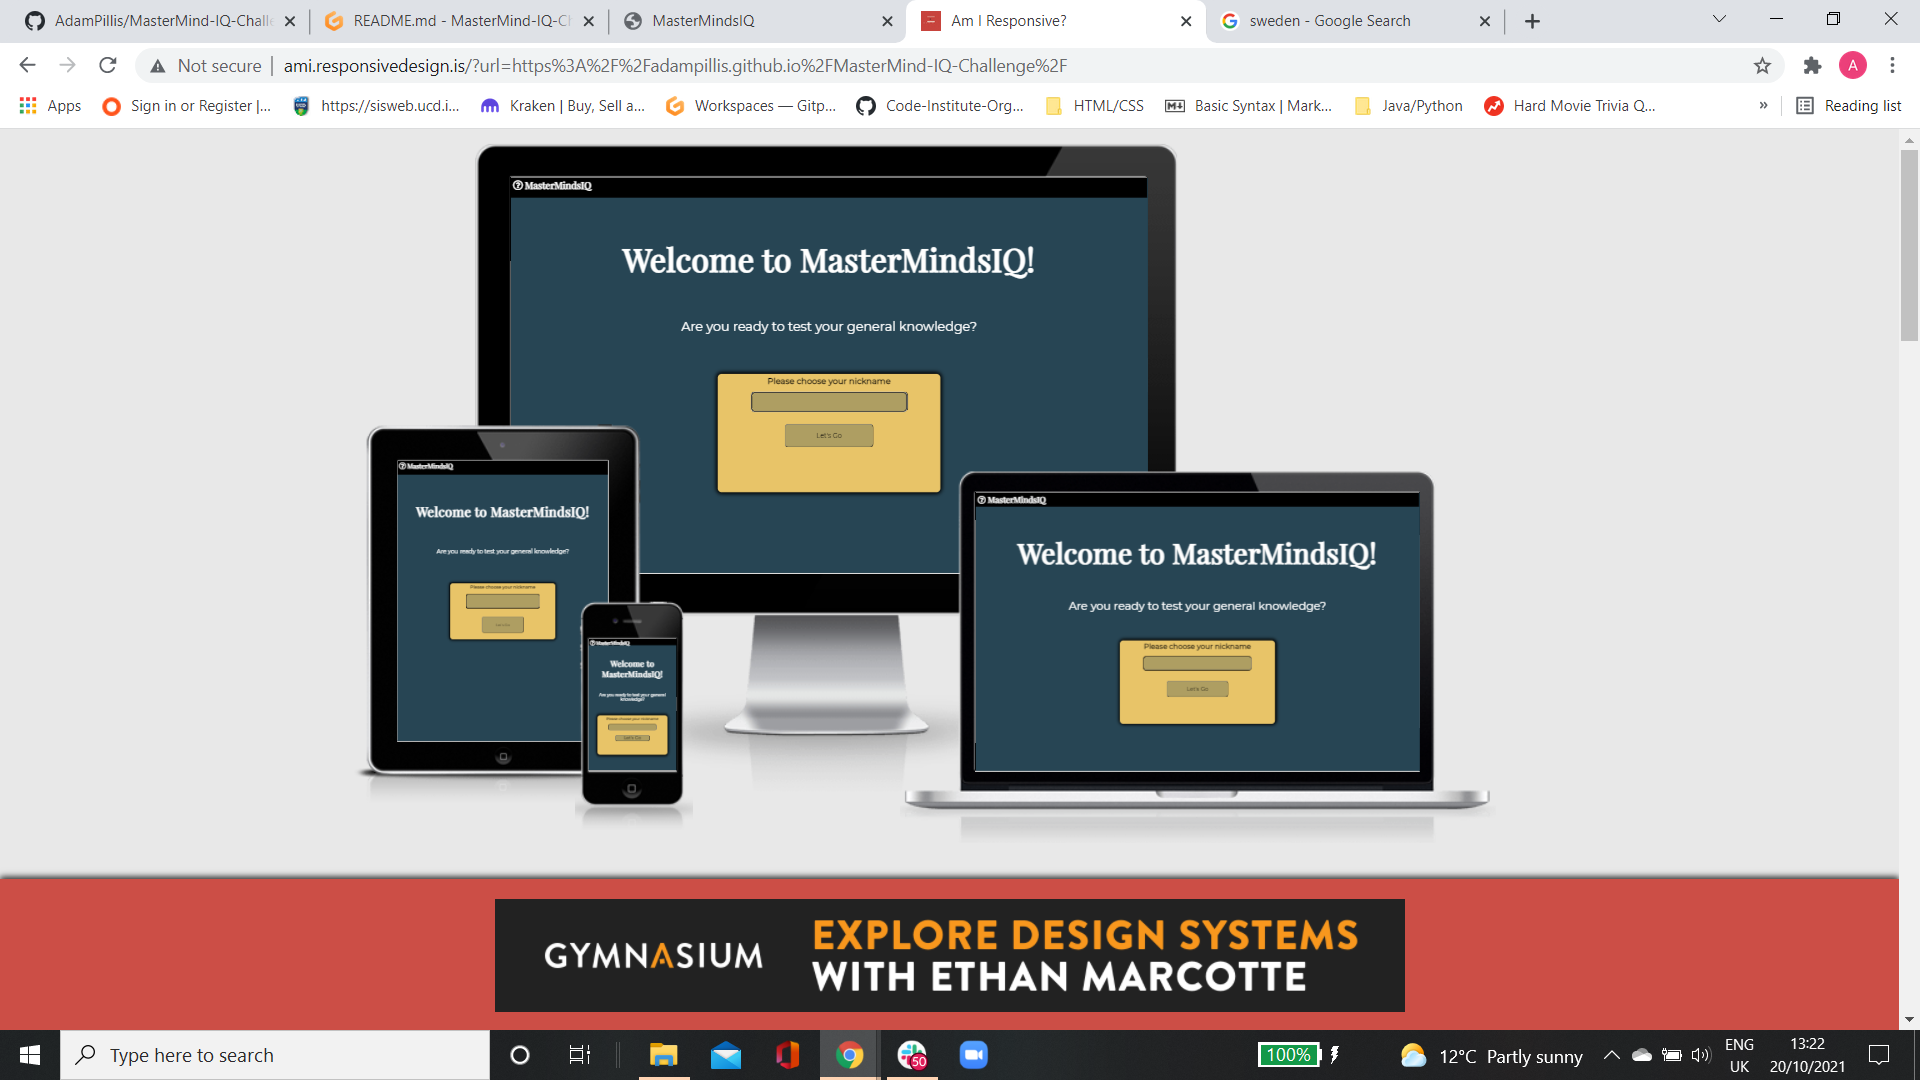 AdamPillis/MasterMind-IQ-Challe
README.md - MasterMind-IQ-Ch
MasterMindsIQ
Am I Responsive?
sweden - Google Search
Not secure
ami.responsivedesign.is/?url=https%3A%2F%2Fadampillis.github.io%2FMasterMind-IQ-Challenge%2F
A
Apps
Sign in or Register |...
https://sisweb.ucd.i...
Kraken | Buy, Sell a...
Workspaces — Gitp...
Code-Institute-Org...
HTML/CSS
Basic Syntax | Mark...
Java/Python
Hard Movie Trivia Q...
»
Reading list
MasterMindsIQ
Welcome to MasterMindsIQ!
Are you ready to test your general knowledge?
Please choose your nickname
Let's Go
MasterMindsIQ
Welcome to MasterMindsIQ!
Are you ready to test your general knowledge?
Please choose your nickname
Let's Go
MasterMindsIQ
Welcome to
MasterMindsIQ!
Are you ready to test your general
knowledge?
Please choose your nickname
Let's Go
MasterMindsIQ
Welcome to MasterMindsIQ!
Are you ready to test your general knowledge?
Please choose your nickname
Let's Go
GYMNASIUM
EXPLORE DESIGN SYSTEMS
WITH ETHAN MARCOTTE
Type here to search
50
100%
12°C Partly sunny
ENG
UK
13:22
20/10/2021